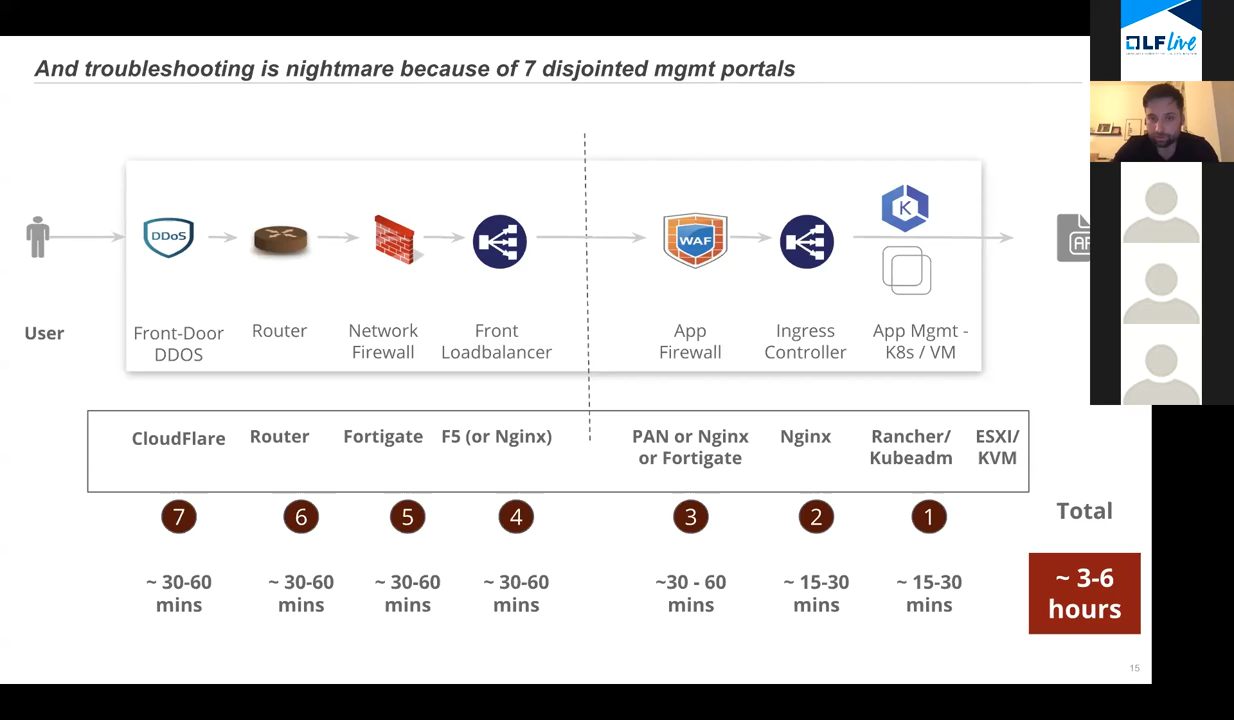 LF Live
And troubleshooting is nightmare because of 7 disjointed mgmt portals
DDoS
WAF
K
User
Front-Door
DDOS
Router
Network
Firewall
Front
Loadbalancer
App
Firewall
Ingress
Controller
App Mgmt -
K8s / VM
CloudFlare
Router
Fortigate
F5 (or Nginx)
PAN or Nginx
or Fortigate
Nginx
Rancher/
Kubeadm
ESXI/
KVM
7
6
5
4
3
2
1
Total
~ 30-60
mins
~ 30-60
mins
~ 30-60
mins
~ 30-60
mins
~30 - 60
mins
~ 15-30
mins
~ 15-30
mins
~ 3-6
hours
15